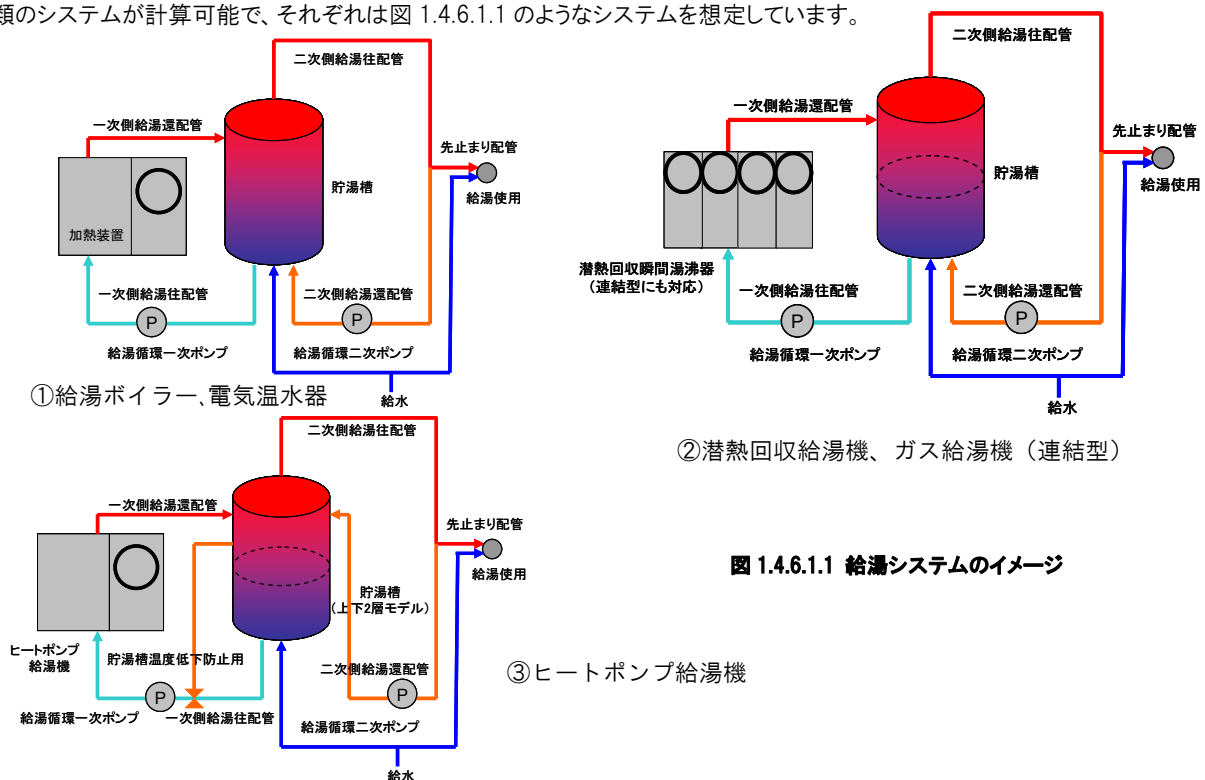 類のシステムが計算可能で、それぞれは図 1.4.6.1.1 のようなシステムを想定しています。
二次側給湯往配管
一次側給湯還配管
先止まり配管
貯湯槽
給湯使用
加熱装置
一次側給湯往配管
二次側給湯還配管
P
P
給湯循環一次ポンプ
給湯循環二次ポンプ
給水
①給湯ボイラー、電気温水器
二次側給湯往配管
一次側給湯還配管
先止まり配管
貯湯槽
給湯使用
潜熱回収瞬間湯沸器
(連結型にも対応)
一次側給湯往配管
二次側給湯還配管
P
P
給湯循環一次ポンプ
給湯循環二次ポンプ
給水
②潜熱回収給湯機、ガス給湯機（連結型）
二次側給湯往配管
一次側給湯還配管
先止まり配管
給湯使用
貯湯槽
(上下2層モデル)
ヒートポンプ
給湯機
貯湯槽温度低下防止用
二次側給湯還配管
P
P
給湯循環一次ポンプ
一次側給湯往配管
給湯循環二次ポンプ
給水
③ヒートポンプ給湯機
図 1.4.6.1.1 給湯システムのイメージ